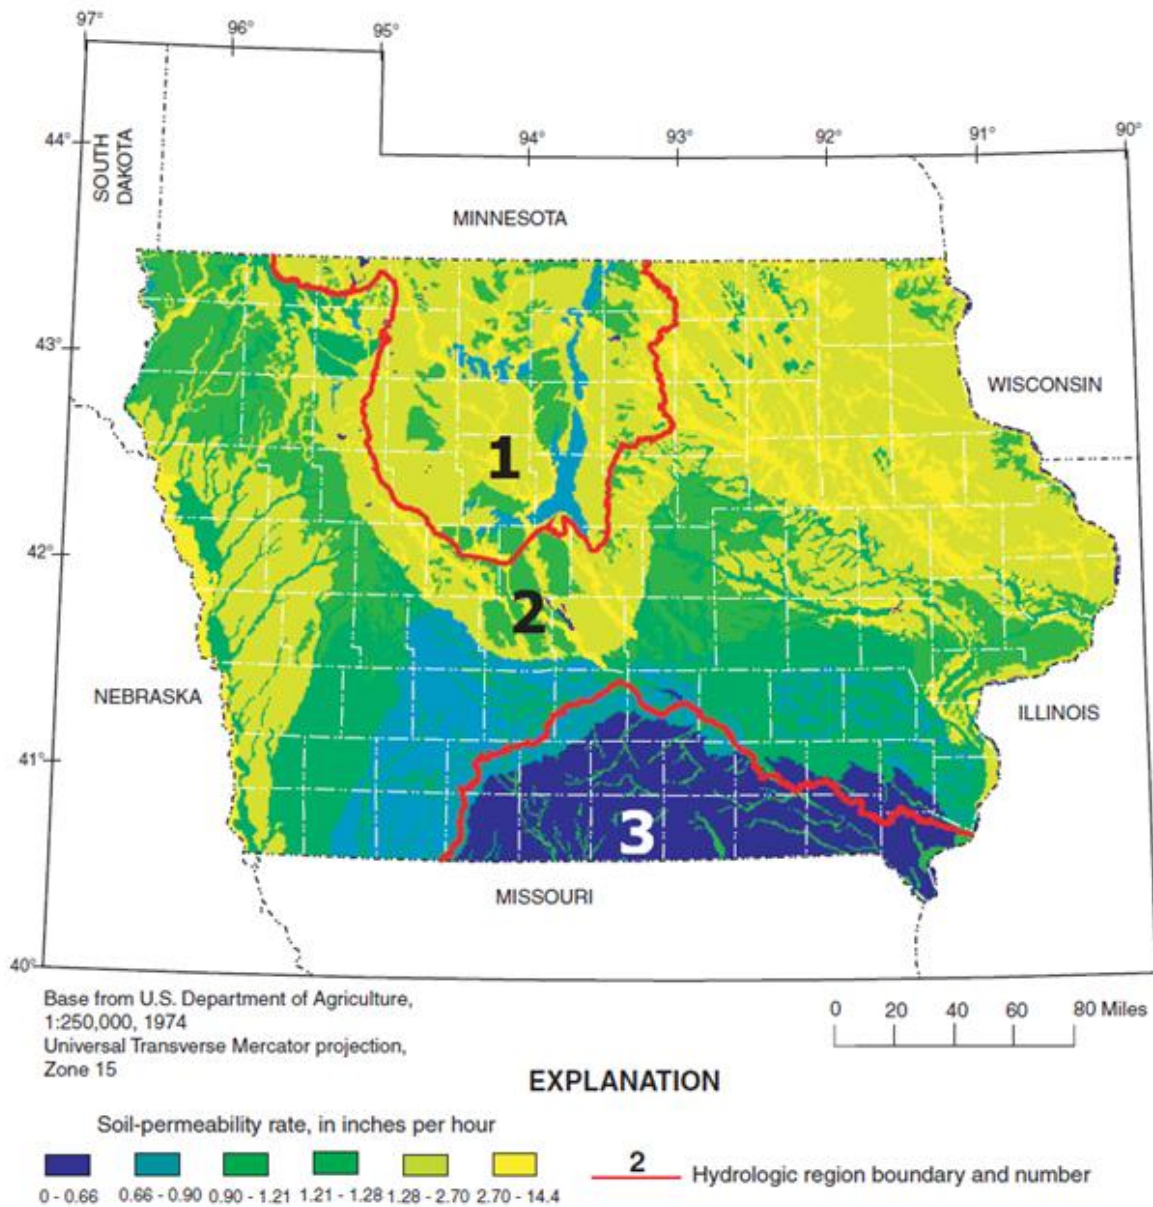 97°
96°
95°
44°
SOUTH
DAKOTA
94°
93°
92°
91°
90°
MINNESOTA
43°
WISCONSIN
1
42°
2
NEBRASKA
ILLINOIS
41°
3
MISSOURI
40°
Base from U.S. Department of Agriculture,
1:250,000, 1974
Universal Transverse Mercator projection,
Zone 15
0 20 40 60 80 Miles
EXPLANATION
Soil-permeability rate, in inches per hour
0 - 0.66 0.66 - 0.90 0.90 - 1.21 1.21 - 1.28 1.28 - 2.70 2.70 - 14.4
2
Hydrologic region boundary and number